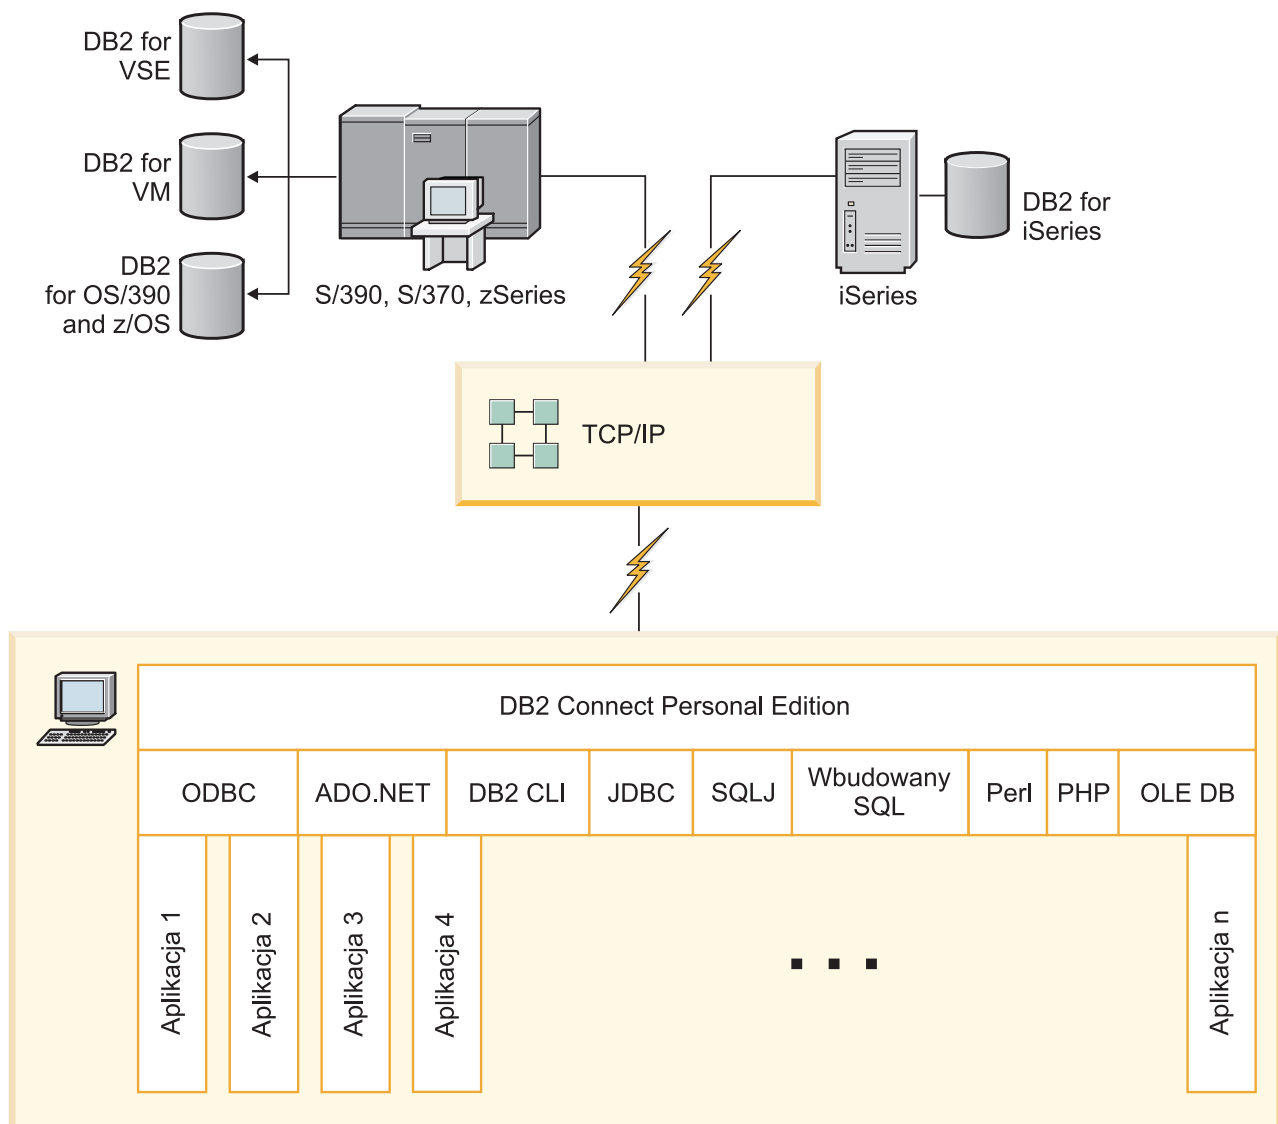 DB2 for
VSE
DB2 for
VM
DB2
for OS/390
and z/OS
S/390, S/370, zSeries
iSeries
DB2 for
iSeries
TCP/IP
DB2 Connect Personal Edition
ODBC
ADO.NET
DB2 CLI
JDBC
SQLJ
Wbudowany
SQL
Perl
PHP
OLE DB
Aplikacja 1
Aplikacja 2
Aplikacja 3
Aplikacja 4
. . .
Aplikacja n